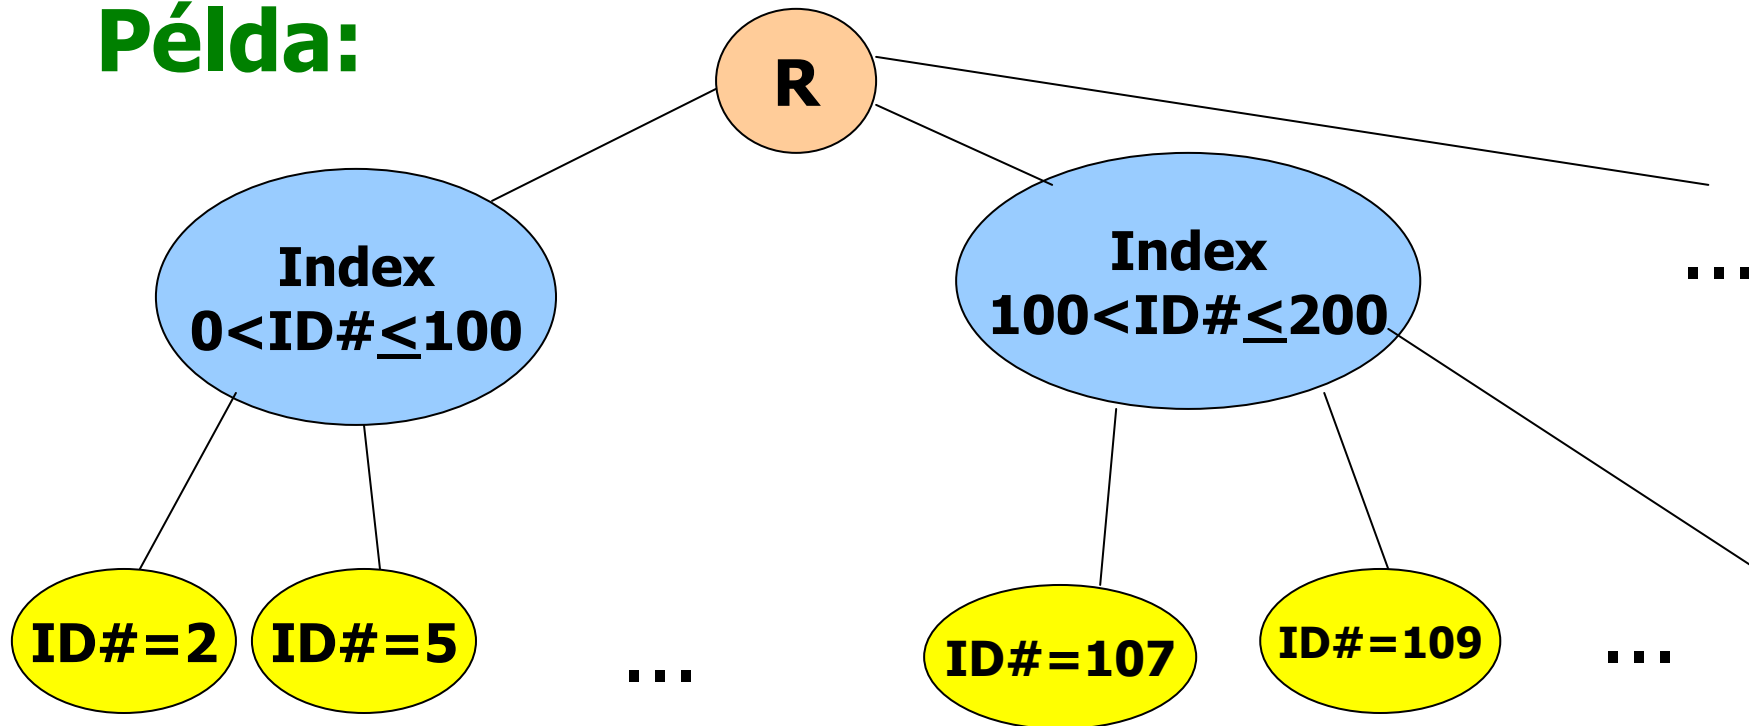 Példa:
R
Index
0<ID#≤100
Index
100<ID#≤200
...
ID#=2
ID#=5
...
ID#=107
ID#=109
...